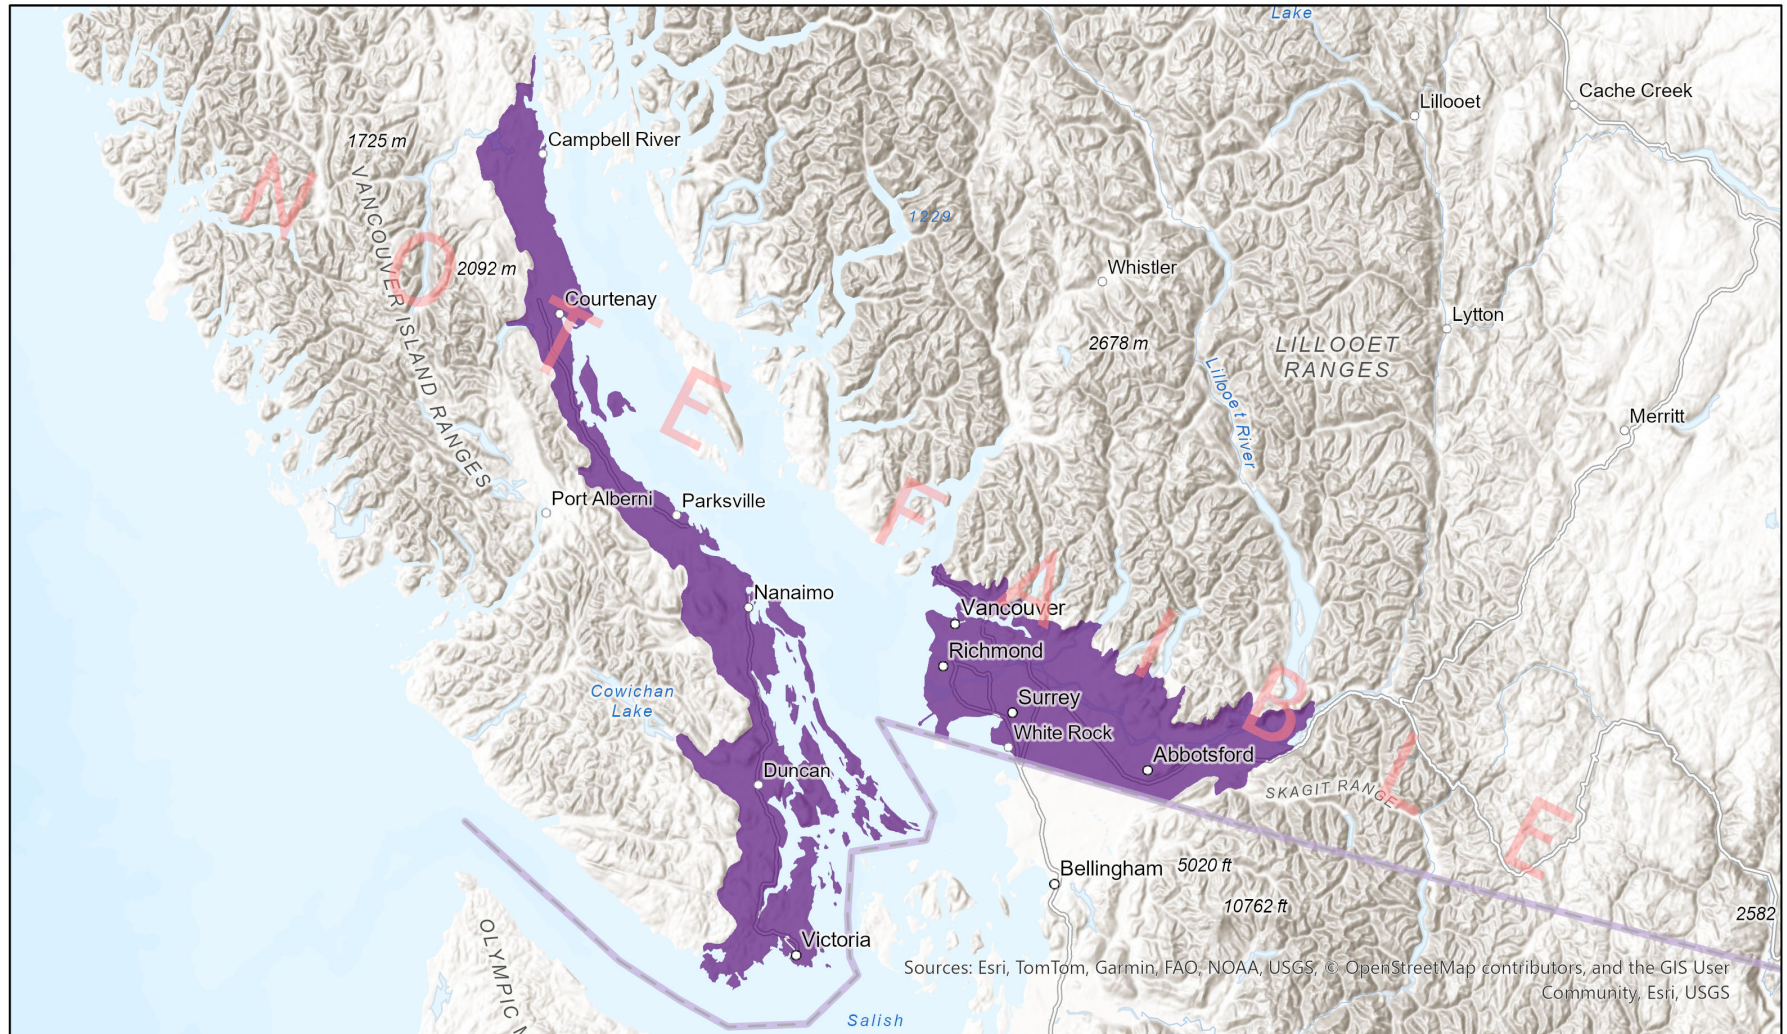 Lake
Cache Creek
Lillooet
1725 m
Campbell River
VANCOUVER ISLAND RANGES
1229
2092 m
Whistler
Courtenay
Lytton
2678 m
LILLOOET
RANGES
Lillooet River
Merritt
Port Alberni
Parksville
Nanaimo
Vancouver
Richmond
Cowichan
Lake
Surrey
White Rock
Abbotsford
Duncan
SKAGIT RANGE
Bellingham
5020 ft
10762 ft
2582
Victoria
OLYMPIC M
Salish
NOT EFFAIBLE
Sources: Esri, TomTom, Garmin, FAO, NOAA, USGS, © OpenStreetMap contributors, and the GIS User
Community, Esri, USGS